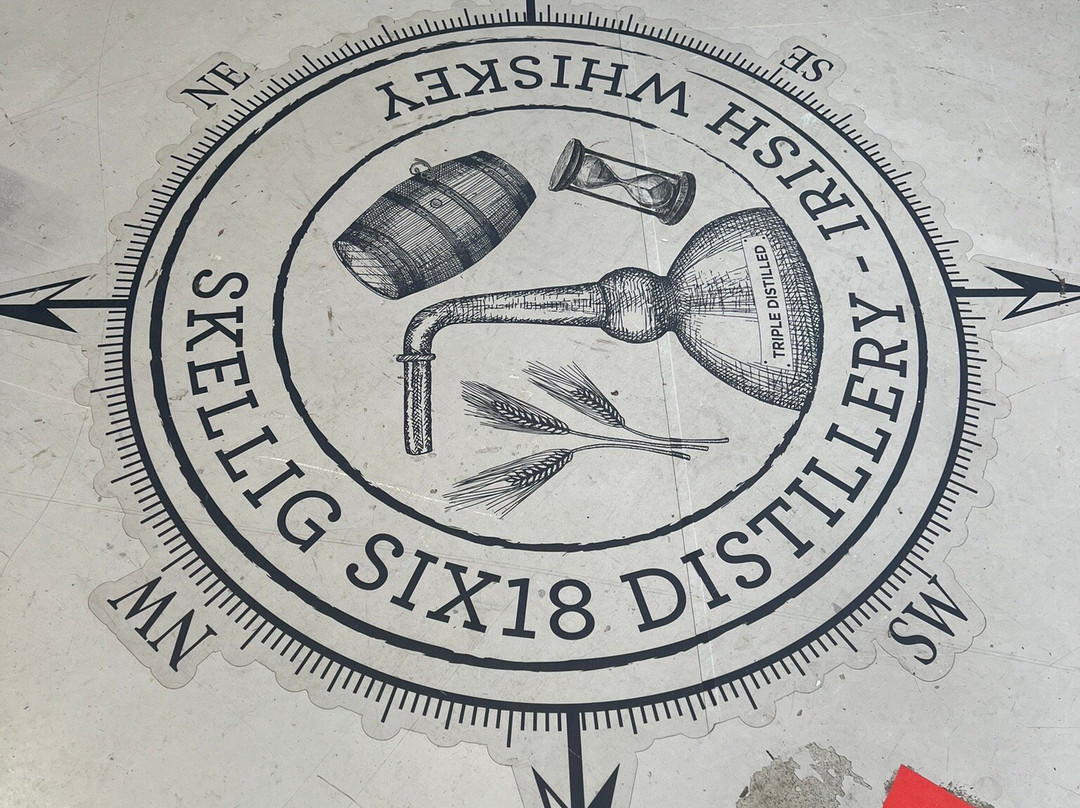 NE
SE
SKELLIG SIX18 DISTILLERY - IRISH WHISKEY
TRIPLE DISTILLED
NW
SW